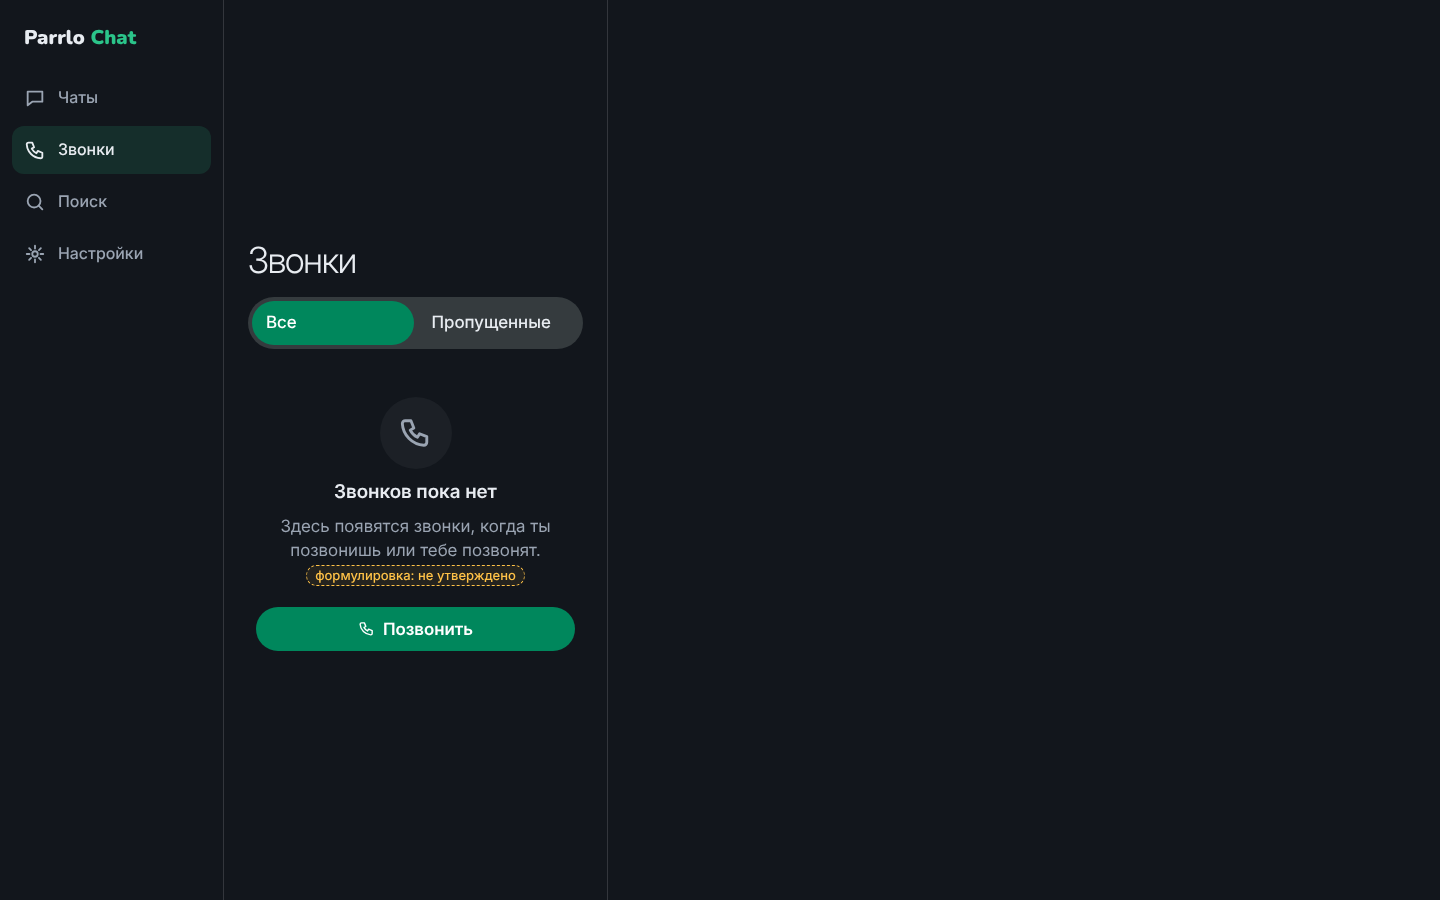 Parrlo Chat
Чаты
Звонки
Поиск
Настройки
Звонки
Все
Пропущенные
Звонков пока нет
Здесь появятся звонки, когда ты
позвонишь или тебе позвонят.
формулировка: не утверждено
Позвонить